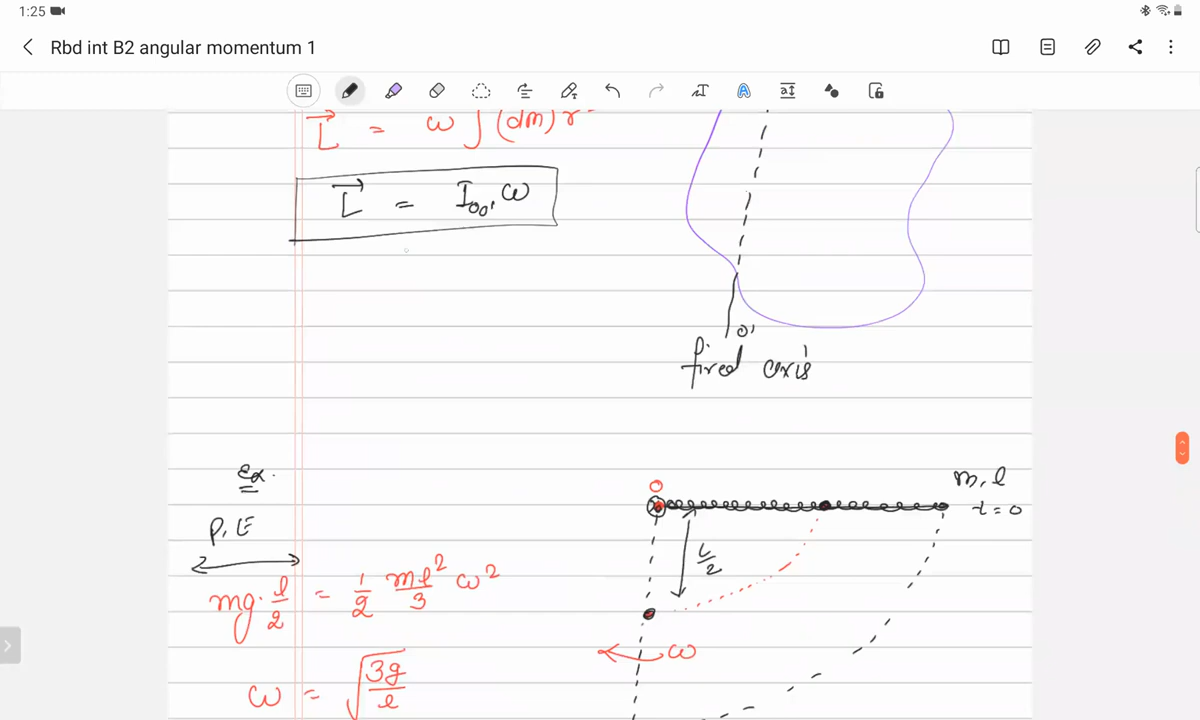 1:25
Rbd int B2 angular momentum 1
L⃗ = ω ∫ (dm) r²
L⃗ = I₀₀' ω
o'
fixed axis
Ex.
P, E
mg. l/2 = 1/2 ml²/3 ω²
ω = √(3g/l)
O
m, l
t=0
L/2
ω